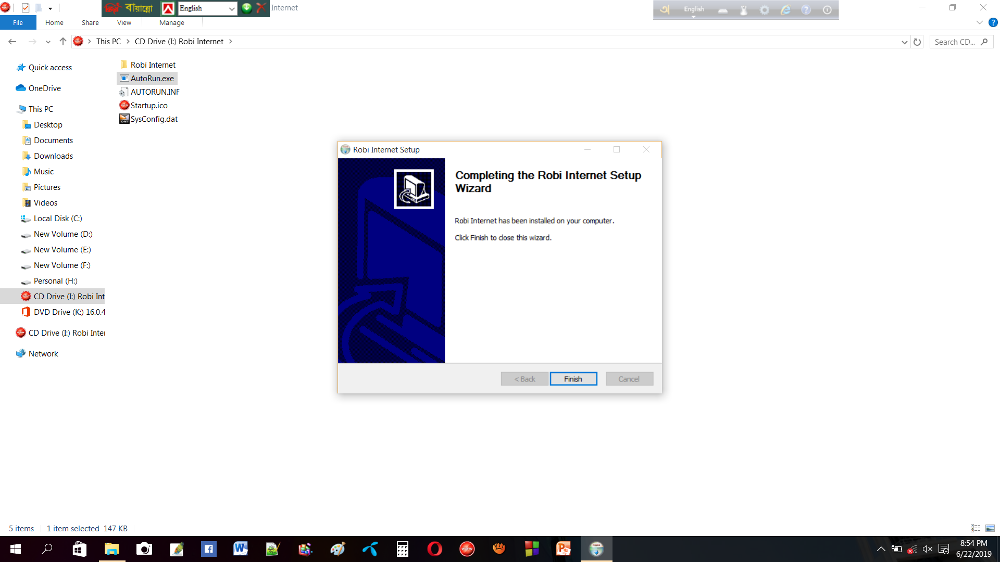 বায়ান্নো
English
Internet
English
File
Home
Share
View
Manage
This PC
CD Drive (I:) Robi Internet
Search CD...
Quick access
OneDrive
This PC
Desktop
Documents
Downloads
Music
Pictures
Videos
Local Disk (C:)
New Volume (D:)
New Volume (E:)
New Volume (F:)
Personal (H:)
CD Drive (I:) Robi Int
DVD Drive (K:) 16.0.4
CD Drive (I:) Robi Inter
Network
Robi Internet
AutoRun.exe
AUTORUN.INF
Startup.ico
SysConfig.dat
Robi Internet Setup
Completing the Robi Internet Setup
Wizard
Robi Internet has been installed on your computer.
Click Finish to close this wizard.
< Back
Finish
Cancel
5 items
1 item selected 147 KB
8:54 PM
6/22/2019